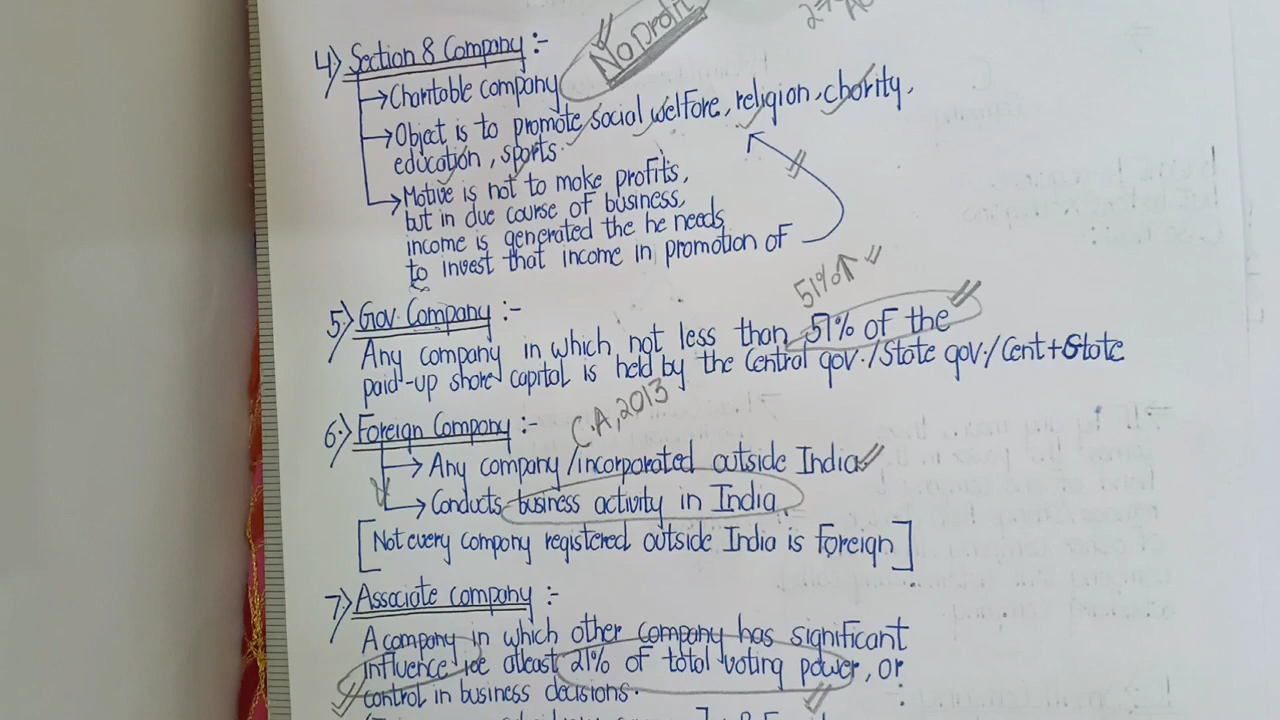 No Profit
4) Section 8 Company :-
→ Charitable company
→ Object is to promote social welfore, religion, chority,
education, sports.
→ Motive is not to make profits,
but in due course of business,
income is generated the he needs
to invest that income in promotion of
51%↑
5) Gov. Company :-
Any company in which not less than 51% of the
paid-up shore capitol is held by the Central gov./State gov./Cent+State
C.A, 2013
6) Foreign Company :-
→ Any company /incorporated outside India
→ Conducts business activity in India.
[Not every company registered outside India is foreign]
7) Associate company :-
A company in which other company has significant
influence ie atleast 21% of total voting power, or
control in business decisions.